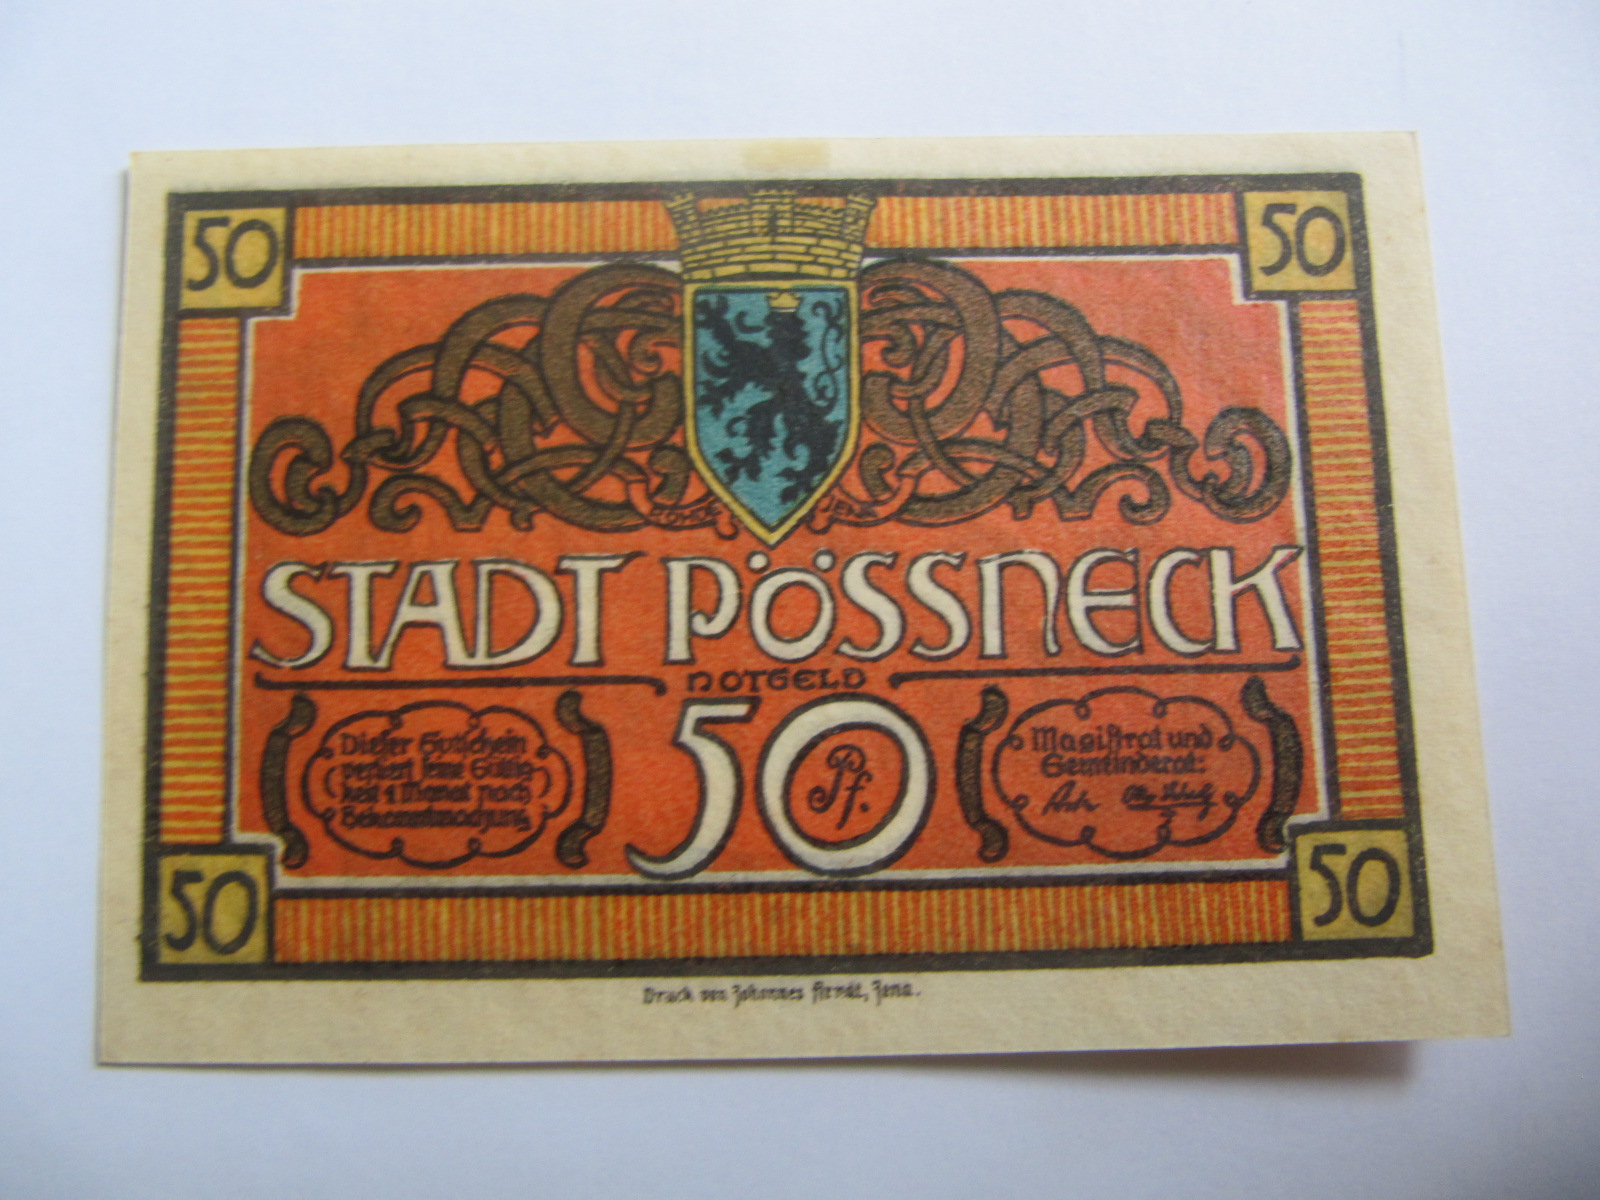 50
50
STADT PÖSSNECK
NOTGELD
50 Pf.
Dieser Gutschein
verliert seine Gültig-
keit 1 Monat nach
Bekanntmachung
Magistrat und
Gemeinderat:
50
50
Druck von Johannes Arndt, Jena.